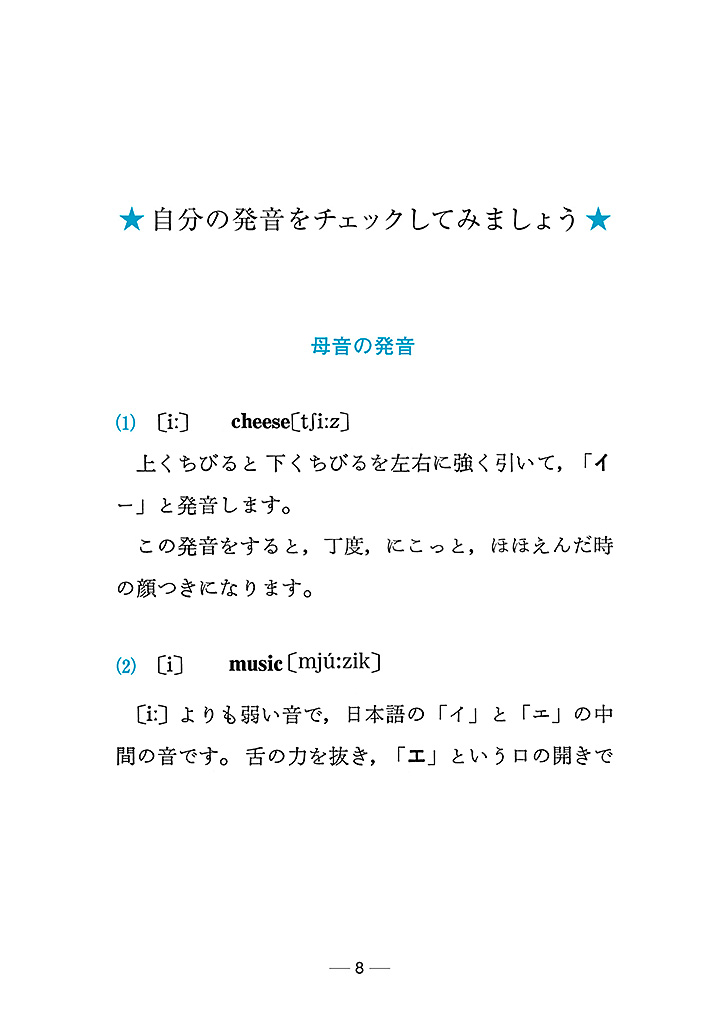 ★ 自分の発音をチェックしてみましょう ★
母音の発音
(1) 〔i:〕 cheese〔tʃi:z〕
上くちびると 下くちびるを左右に強く引いて，「イ
ー」と発音します。
この発音をすると，丁度，にこっと，ほほえんだ時
の顔つきになります。
(2) 〔i〕 music〔mjú:zik〕
〔i:〕よりも弱い音で，日本語の「イ」と「エ」の中
間の音です。 舌の力を抜き，「エ」という口の開きで
— 8 —